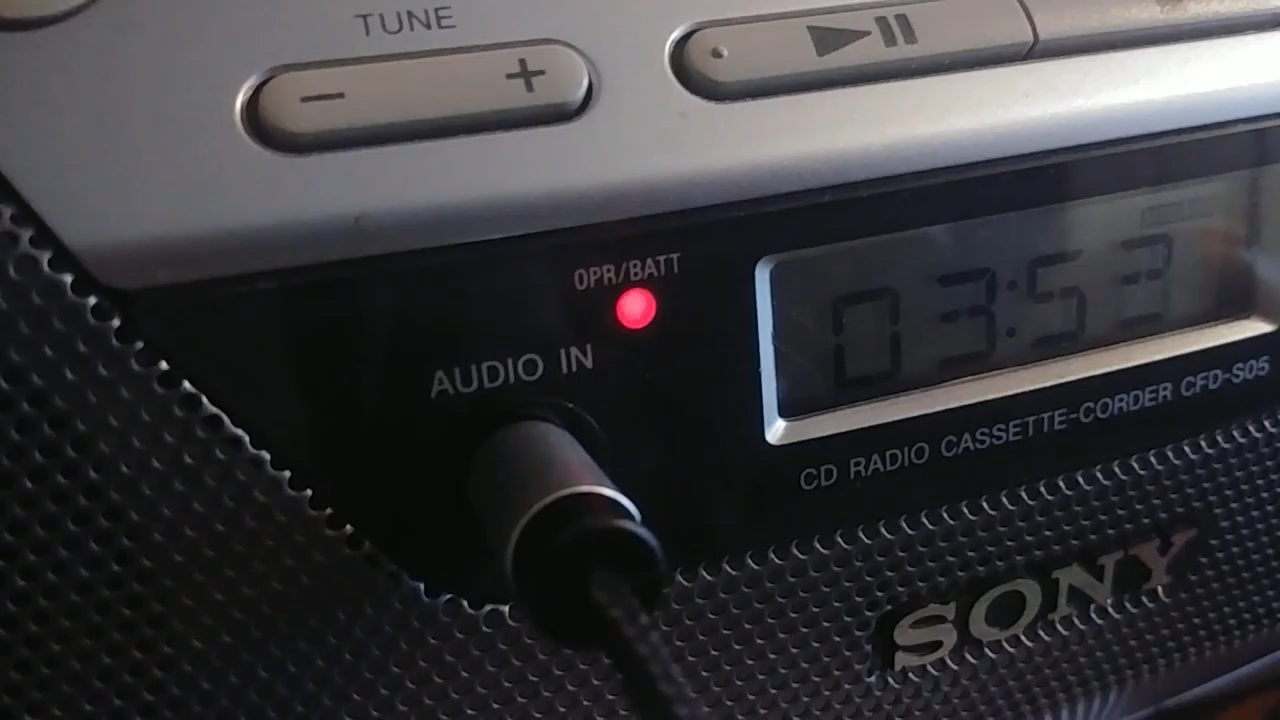 TUNE
- +
OPR/BATT
AUDIO IN
03:53
CD RADIO CASSETTE-CORDER CFD-S05
SONY